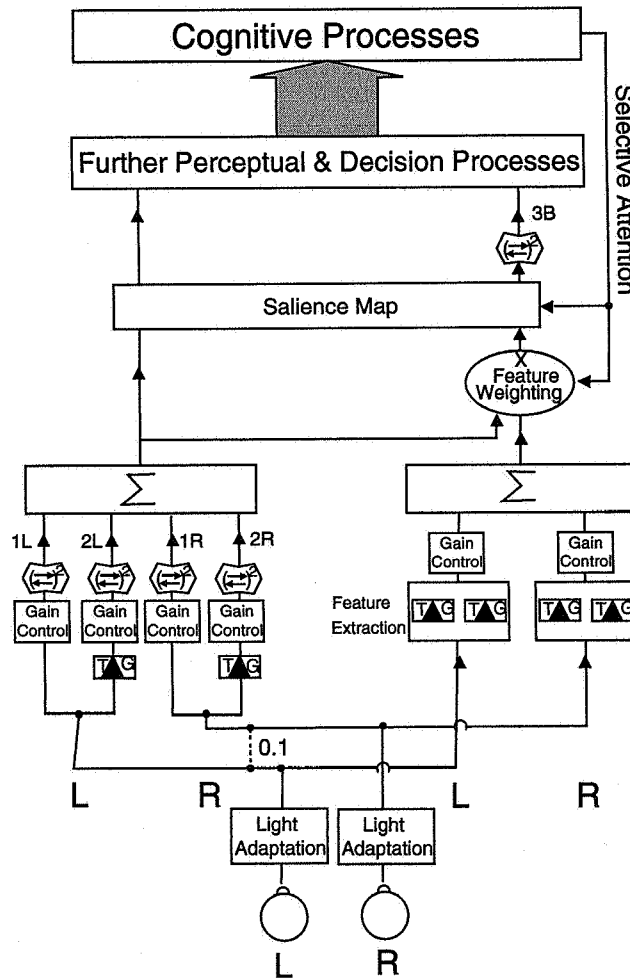 Cognitive Processes
Selective Attention
Further Perceptual & Decision Processes
3B
Salience Map
X
Feature
Weighting
Σ
Σ
1L
2L
1R
2R
Gain
Control
Gain
Control
Gain
Control
Gain
Control
Gain
Control
Gain
Control
Feature
Extraction
T G
T G
T G
T G
T G
T G
0.1
L
R
L
R
Light
Adaptation
Light
Adaptation
L
R